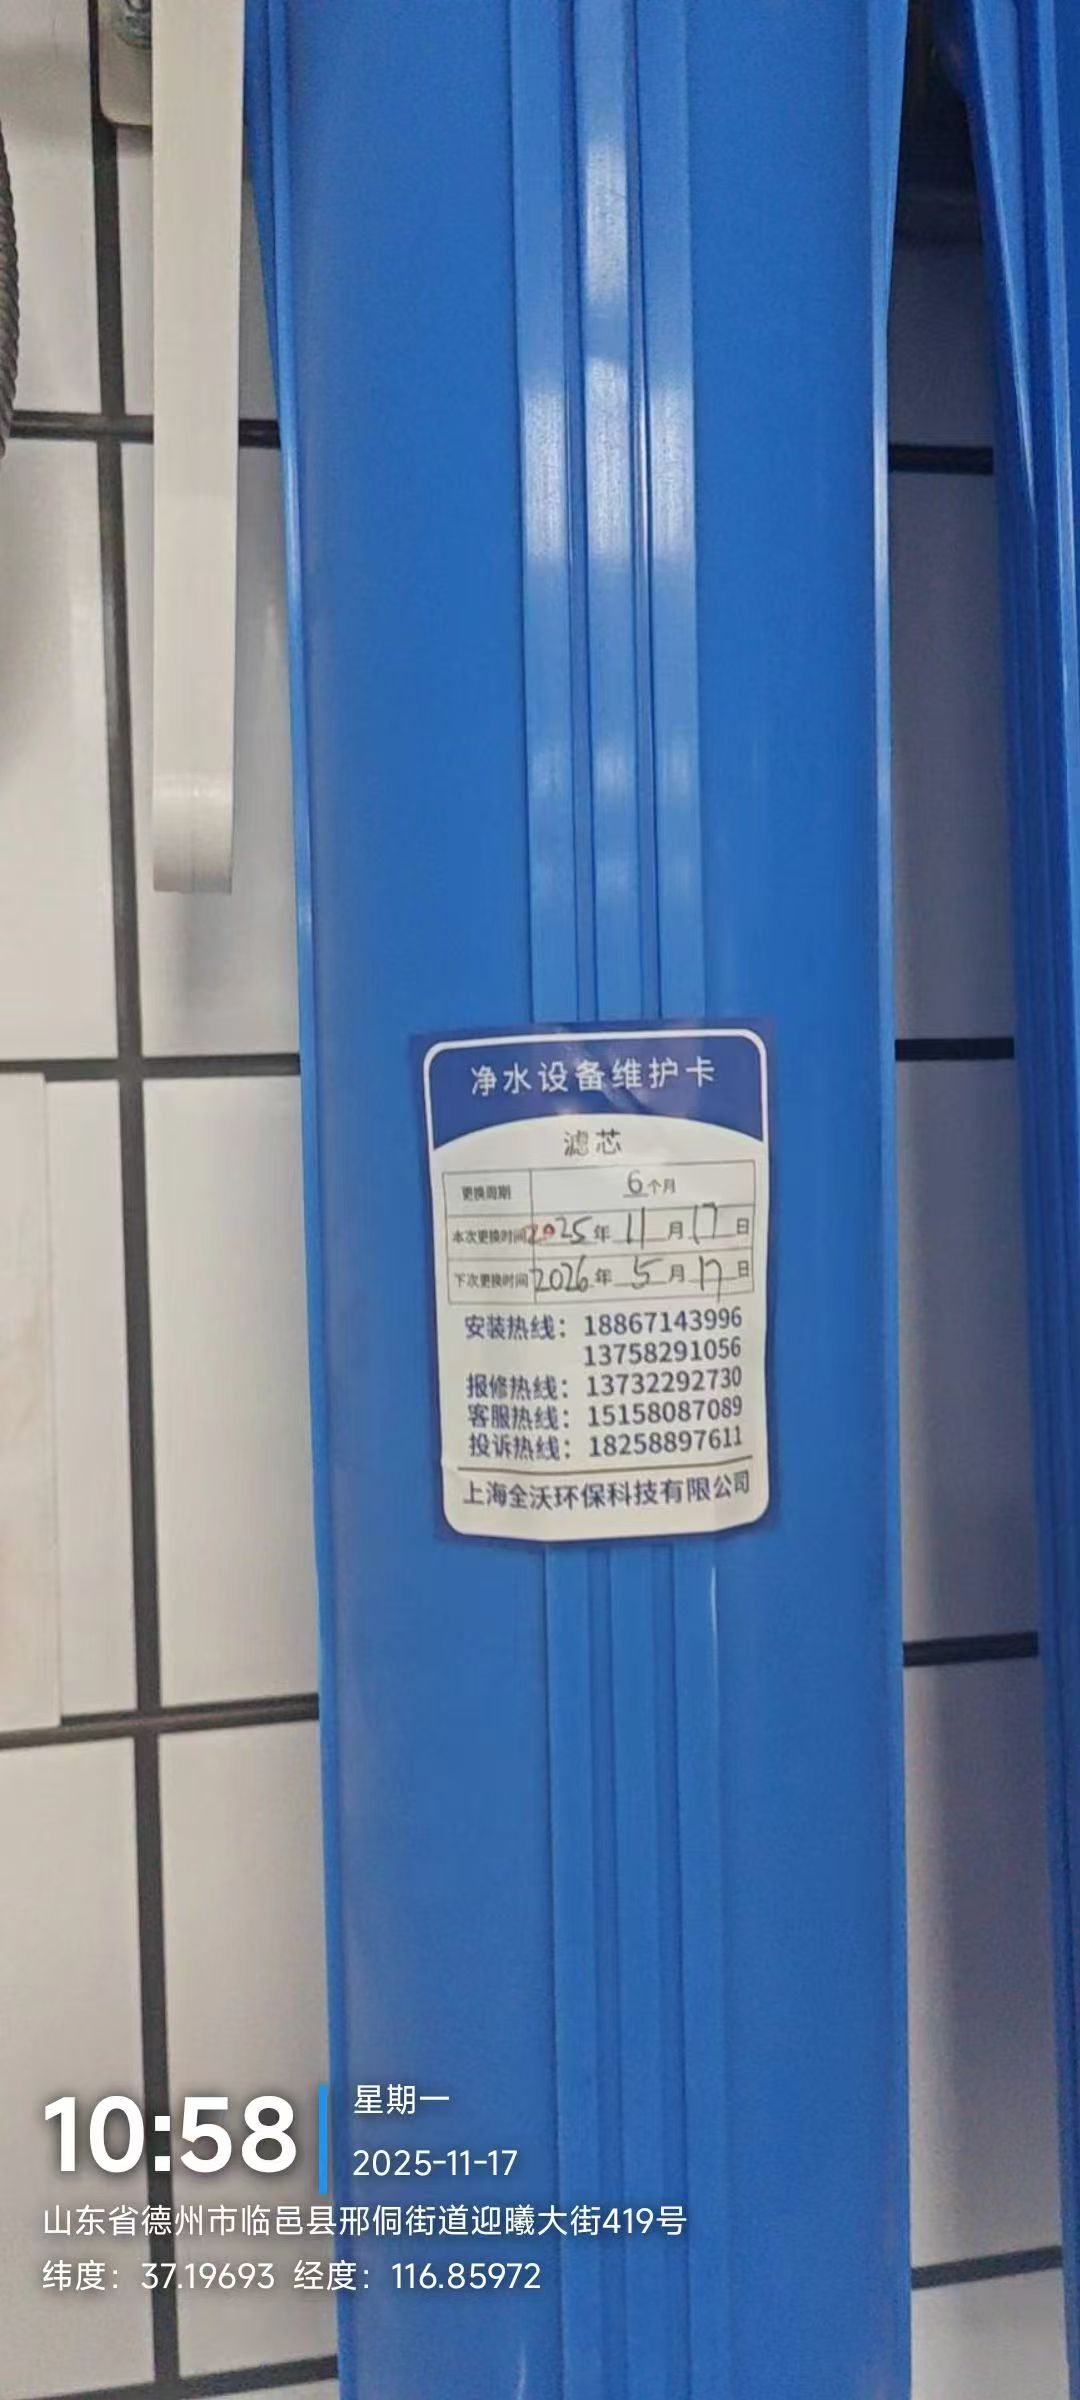 净水设备维护卡
滤芯
更换周期 6个月
本次更换时间 2025年11月17日
下次更换时间 2026年5月17日
安装热线：18867143996
13758291056
报修热线：13732292730
客服热线：15158087089
投诉热线：18258897611
上海全沃环保科技有限公司
10:58
星期一
2025-11-17
山东省德州市临邑县邢侗街道迎曦大街419号
纬度：37.19693 经度：116.85972